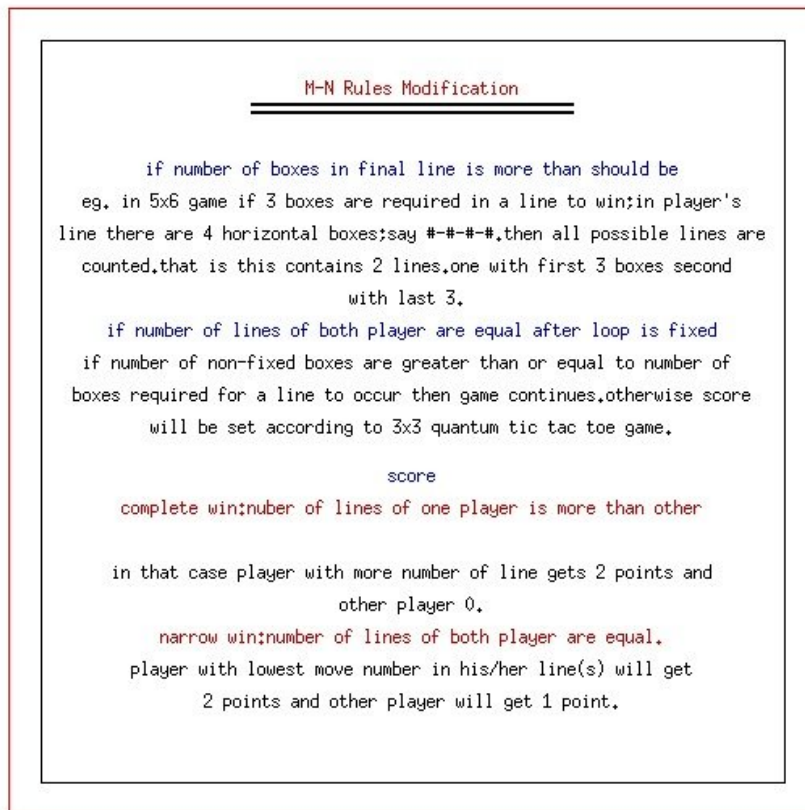 M-N Rules Modification
if number of boxes in final line is more than should be
eg. in 5x6 game if 3 boxes are required in a line to win;in player's
line there are 4 horizontal boxes;say #-#-#-#.then all possible lines are
counted.that is this contains 2 lines.one with first 3 boxes second
with last 3.
if number of lines of both player are equal after loop is fixed
if number of non-fixed boxes are greater than or equal to number of
boxes required for a line to occur then game continues.otherwise score
will be set according to 3x3 quantum tic tac toe game.
score
complete win:nuber of lines of one player is more than other
in that case player with more number of line gets 2 points and
other player 0.
narrow win:number of lines of both player are equal.
player with lowest move number in his/her line(s) will get
2 points and other player will get 1 point.